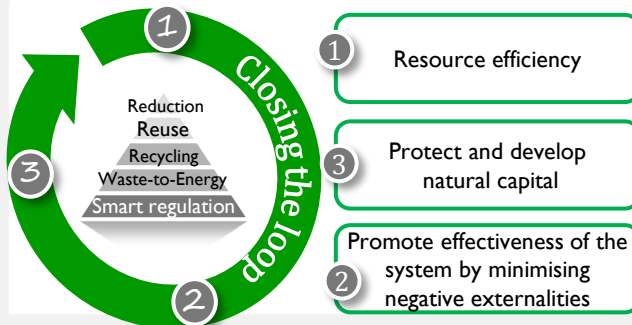 1
Closing the loop
Reduction
Reuse
Recycling
Waste-to-Energy
Smart regulation
3
2
1
Resource efficiency
3
Protect and develop
natural capital
2
Promote effectiveness of the
system by minimising
negative externalities